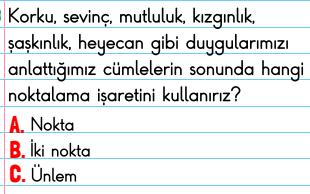 Korku, sevinç, mutluluk, kızgınlık,
şaşkınlık, heyecan gibi duygularımızı
anlattığımız cümlelerin sonunda hangi
noktalama işaretini kullanırız?
A. Nokta
B. İki nokta
C. Ünlem